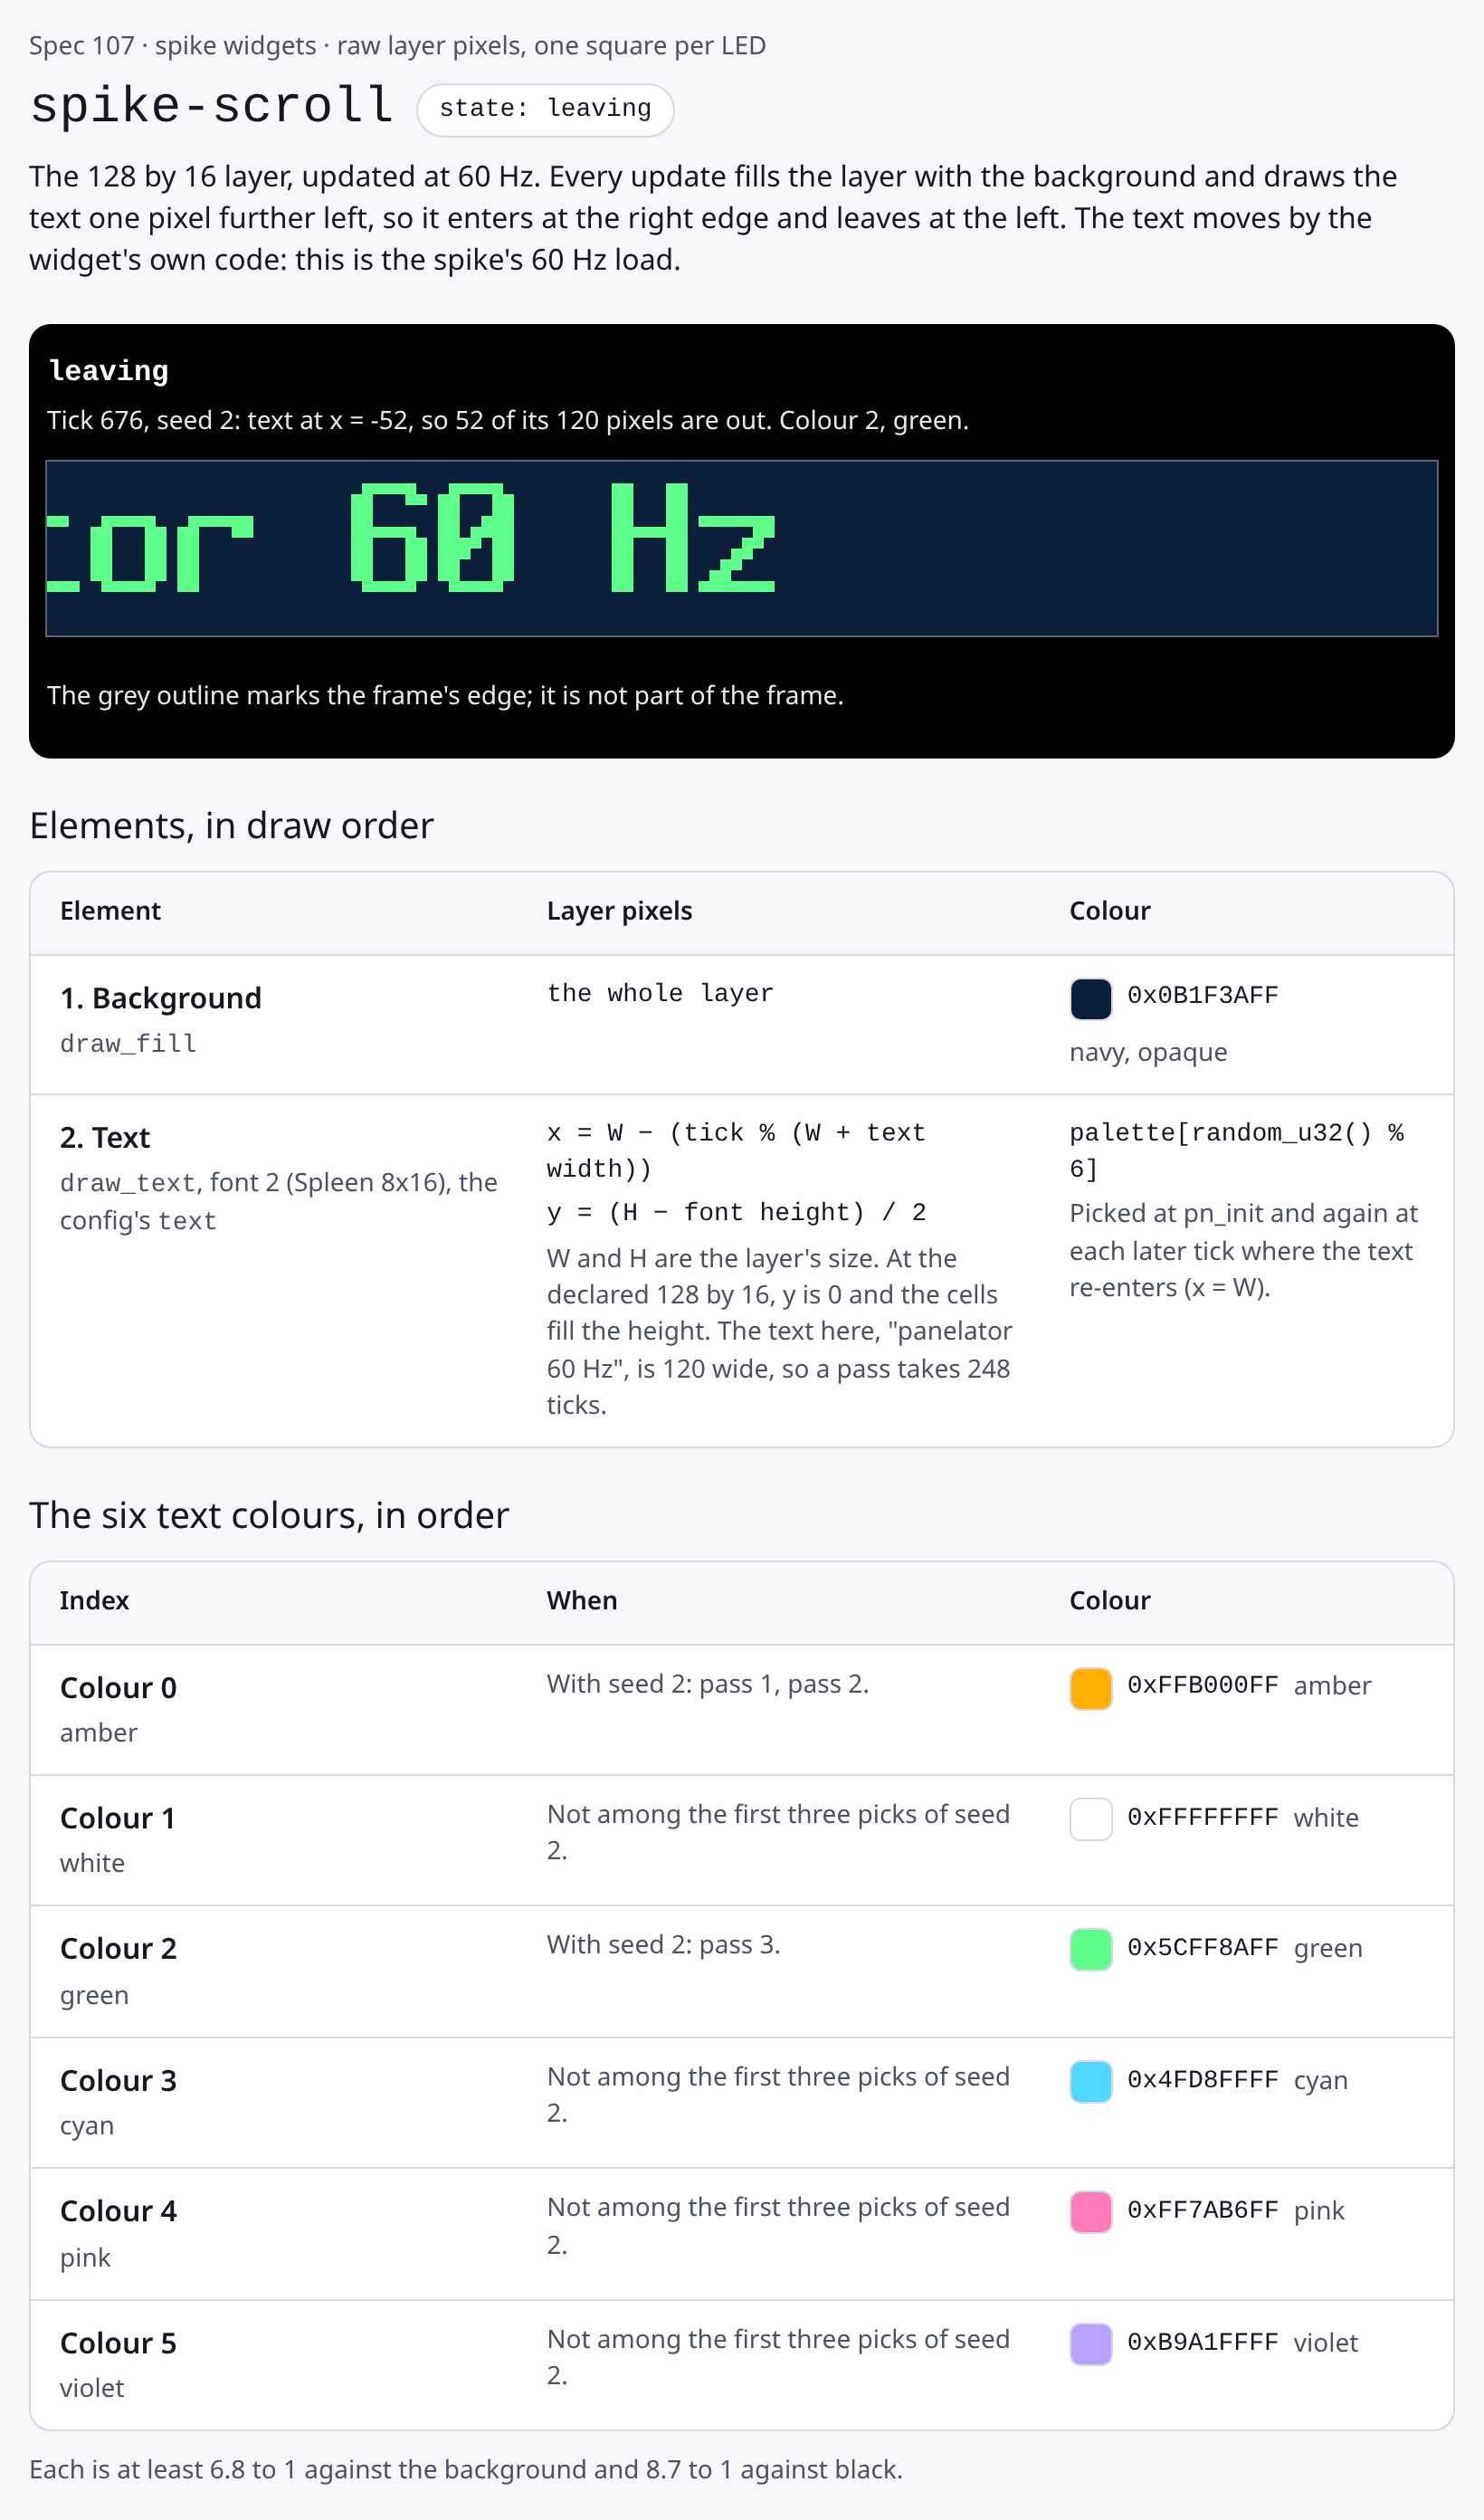 Spec 107 · spike widgets · raw layer pixels, one square per LED
spike-scroll
state: leaving
The 128 by 16 layer, updated at 60 Hz. Every update fills the layer with the background and draws the
text one pixel further left, so it enters at the right edge and leaves at the left. The text moves by the
widget's own code: this is the spike's 60 Hz load.
leaving
Tick 676, seed 2: text at x = -52, so 52 of its 120 pixels are out. Colour 2, green.
tor 60 Hz
The grey outline marks the frame's edge; it is not part of the frame.
Elements, in draw order
Element Layer pixels Colour
1. Background
draw_fill
the whole layer
0x0B1F3AFF
navy, opaque
2. Text
draw_text, font 2 (Spleen 8x16), the
config's text
x = W − (tick % (W + text
width))
y = (H − font height) / 2
W and H are the layer's size. At the
declared 128 by 16, y is 0 and the cells
fill the height. The text here, "panelator
60 Hz", is 120 wide, so a pass takes 248
ticks.
palette[random_u32() %
6]
Picked at pn_init and again at
each later tick where the text
re-enters (x = W).
The six text colours, in order
Index When Colour
Colour 0
amber
With seed 2: pass 1, pass 2.
0xFFB000FF amber
Colour 1
white
Not among the first three picks of seed
2.
0xFFFFFFFF white
Colour 2
green
With seed 2: pass 3.
0x5CFF8AFF green
Colour 3
cyan
Not among the first three picks of seed
2.
0x4FD8FFFF cyan
Colour 4
pink
Not among the first three picks of seed
2.
0xFF7AB6FF pink
Colour 5
violet
Not among the first three picks of seed
2.
0xB9A1FFFF violet
Each is at least 6.8 to 1 against the background and 8.7 to 1 against black.